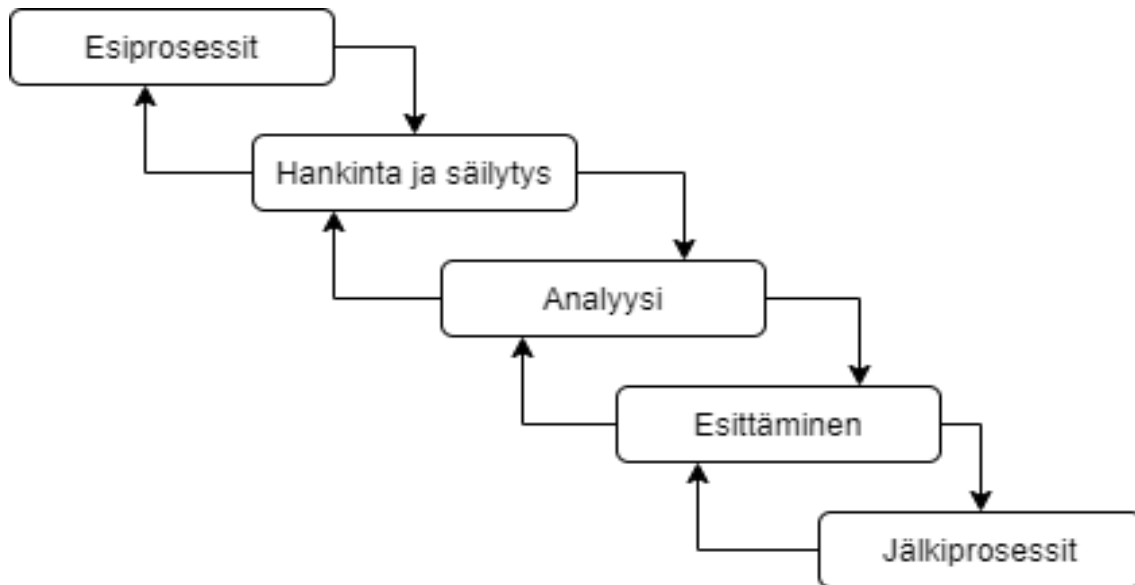 Esiprosessit
Hankinta ja säilytys
Analyysi
Esittäminen
Jälkiprosessit